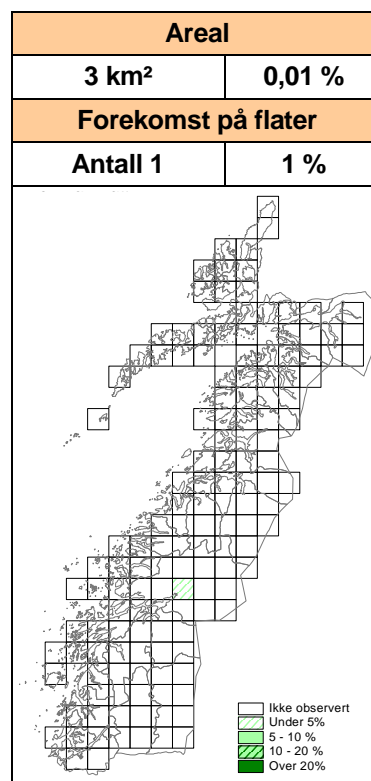 Areal
3 km² 0,01 %
Forekomst på flater
Antall 1 1 %
Ikke observert
Under 5%
5 - 10 %
10 - 20 %
Over 20%